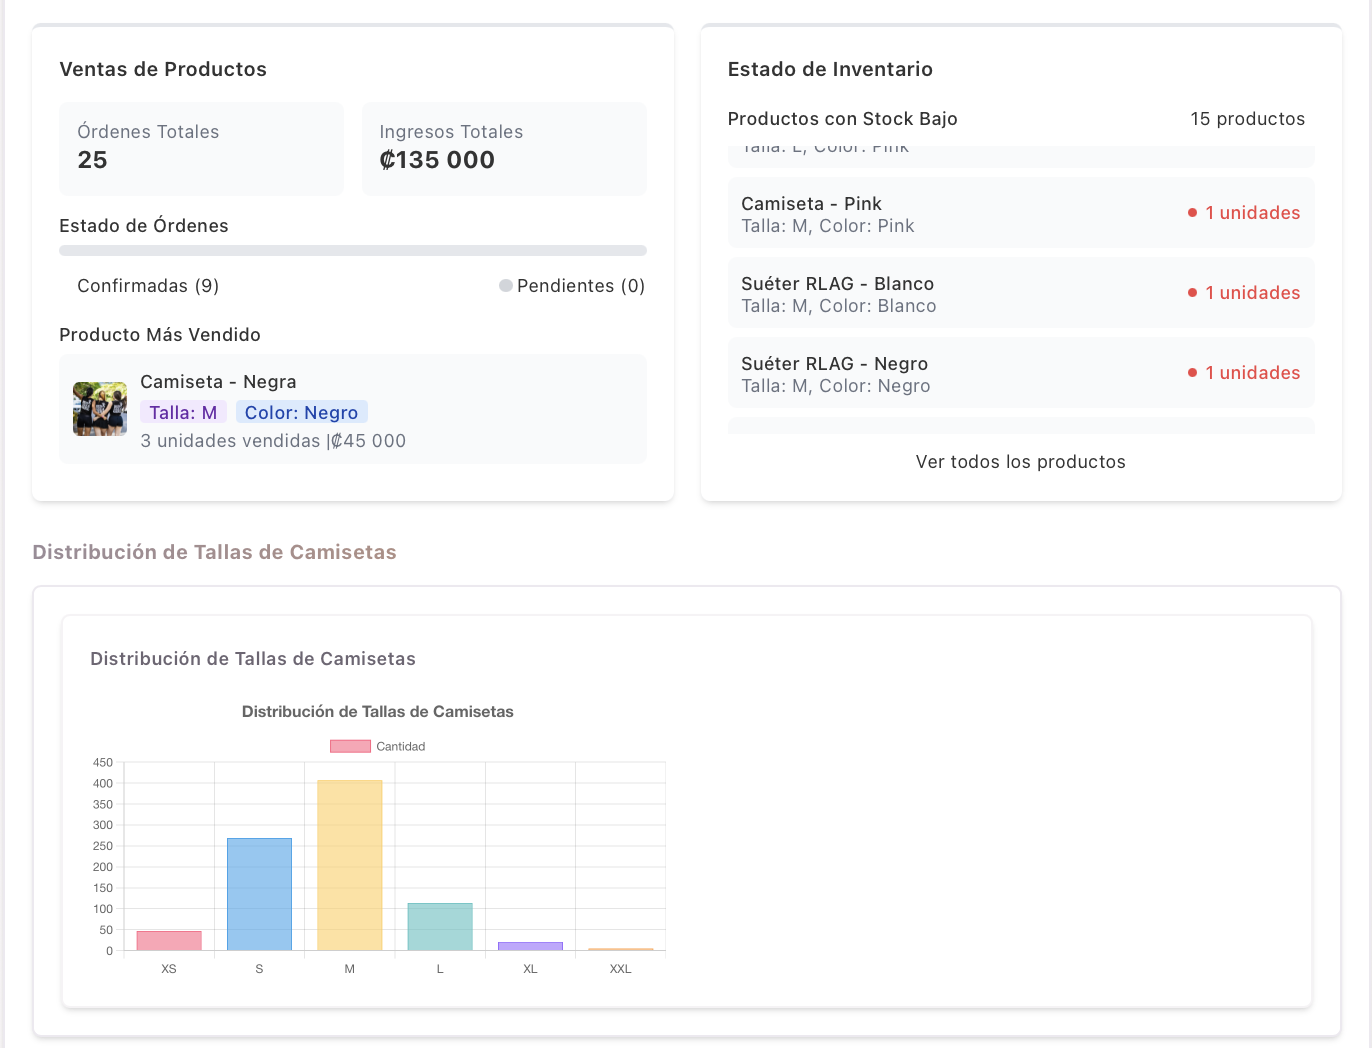 Ventas de Productos
Órdenes Totales
25
Ingresos Totales
₡135 000
Estado de Órdenes
Confirmadas (9)
Pendientes (0)
Producto Más Vendido
Camiseta - Negra
Talla: M
Color: Negro
3 unidades vendidas |₡45 000
Estado de Inventario
Productos con Stock Bajo
15 productos
Talla: L, Color: Pink
Camiseta - Pink
Talla: M, Color: Pink
1 unidades
Suéter RLAG - Blanco
Talla: M, Color: Blanco
1 unidades
Suéter RLAG - Negro
Talla: M, Color: Negro
1 unidades
Ver todos los productos
Distribución de Tallas de Camisetas
Distribución de Tallas de Camisetas
Distribución de Tallas de Camisetas
Cantidad
450
400
350
300
250
200
150
100
50
0
XS S M L XL XXL